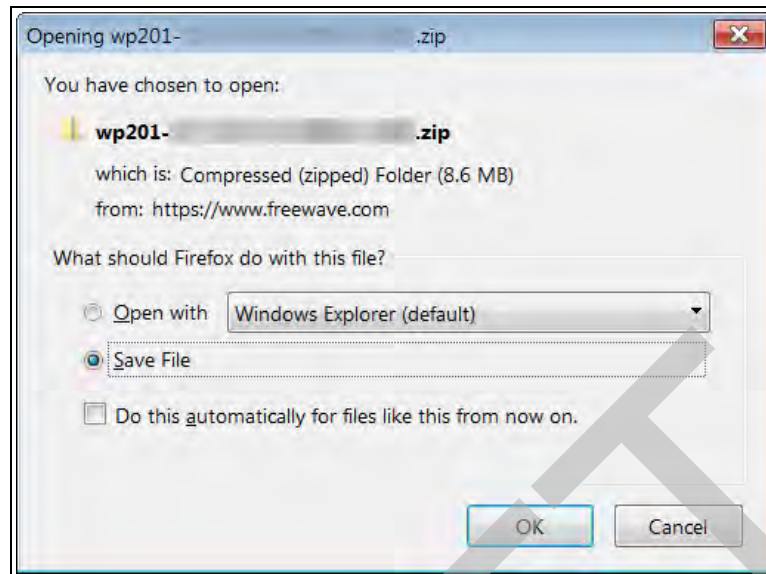 Opening wp201- .zip
You have chosen to open:
wp201- .zip
which is: Compressed (zipped) Folder (8.6 MB)
from: https://www.freewave.com
What should Firefox do with this file?
Open with Windows Explorer (default)
Save File
Do this automatically for files like this from now on.
OK Cancel